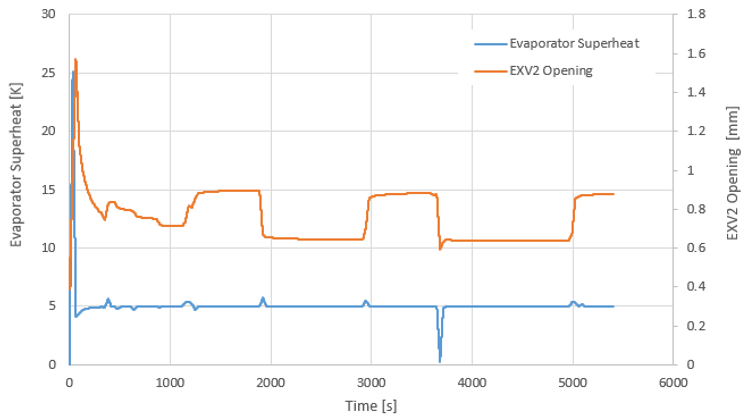 30
25
20
15
10
5
0
Evaporator Superheat [K]
1.8
1.6
1.4
1.2
1
0.8
0.6
0.4
0.2
0
EXV2 Opening [mm]
Evaporator Superheat
EXV2 Opening
0 1000 2000 3000 4000 5000 6000
Time [s]